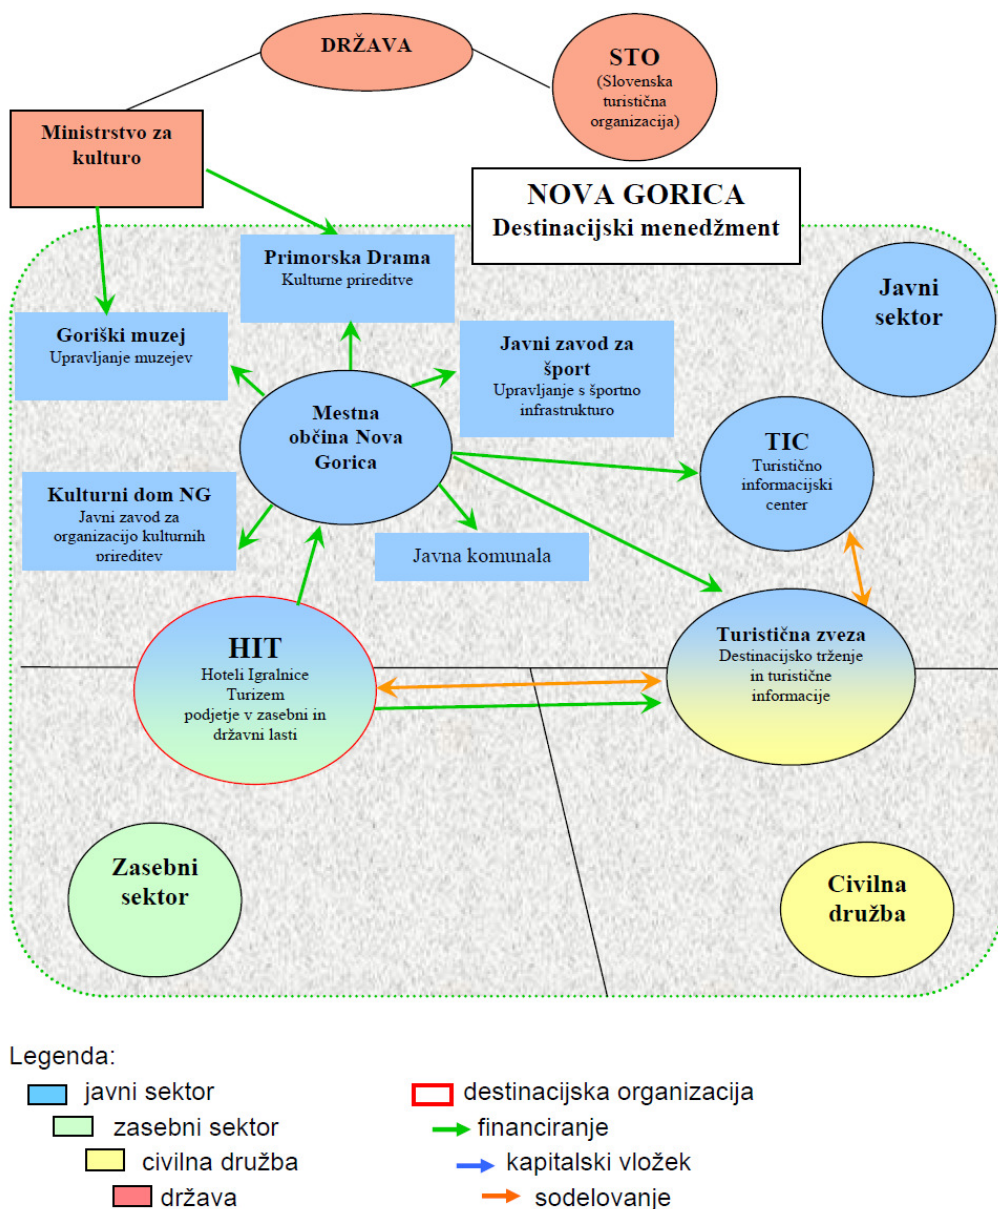 DRŽAVA
STO
(Slovenska
turistična
organizacija)
Ministrstvo za
kulturo
NOVA GORICA
Destinacijski menedžment
Primorska Drama
Kulturne prireditve
Javni
sektor
Goriški muzej
Upravljanje muzejev
Javni zavod za
šport
Upravljanje s športno
infrastrukturo
Mestna
občina Nova
Gorica
TIC
Turistično
informacijski
center
Kulturni dom NG
Javni zavod za
organizacijo kulturnih
prireditev
Javna komunala
HIT
Hoteli Igralnice
Turizem
podjetje v zasebni in
državni lasti
Turistična zveza
Destinacijsko trženje
in turistične
informacije
Zasebni
sektor
Civilna
družba
Legenda:
javni sektor
zasebni sektor
civilna družba
država
destinacijska organizacija
financiranje
kapitalski vložek
sodelovanje